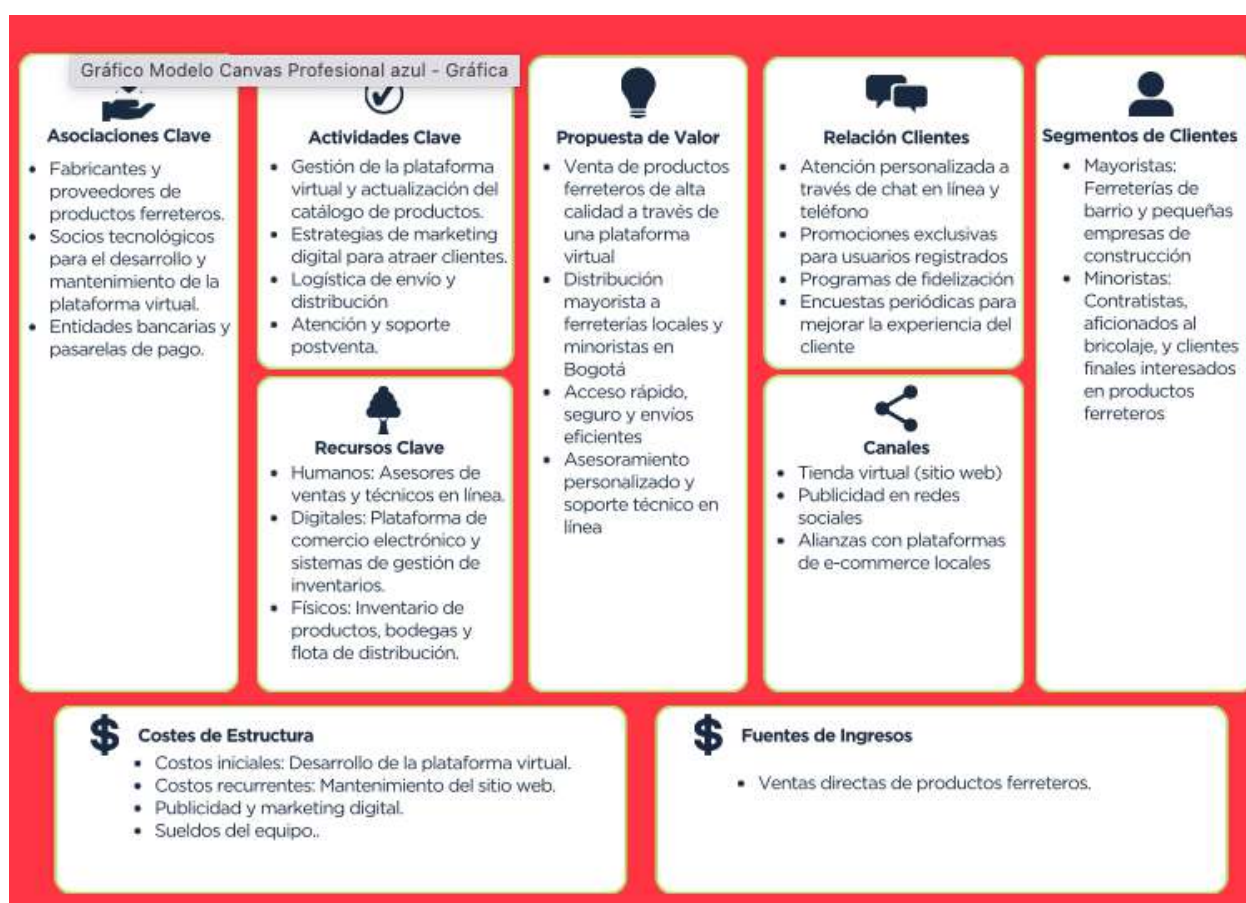 Gráfico Modelo Canvas Profesional azul - Gráfica
Asociaciones Clave
• Fabricantes y
proveedores de
productos ferreteros.
• Socios tecnológicos
para el desarrollo y
mantenimiento de la
plataforma virtual.
• Entidades bancarias y
pasarelas de pago.
Actividades Clave
• Gestión de la plataforma
virtual y actualización del
catálogo de productos.
• Estrategias de marketing
digital para atraer clientes.
• Logística de envío y
distribución
• Atención y soporte
postventa.
Recursos Clave
• Humanos: Asesores de
ventas y técnicos en línea.
• Digitales: Plataforma de
comercio electrónico y
sistemas de gestión de
inventarios.
• Físicos: Inventario de
productos, bodegas y
flota de distribución.
Propuesta de Valor
• Venta de productos
ferreteros de alta
calidad a través de
una plataforma
virtual
• Distribución
mayorista a
ferreterías locales y
minoristas en
Bogotá
• Acceso rápido,
seguro y envíos
eficientes
• Asesoramiento
personalizado y
soporte técnico en
línea
Relación Clientes
• Atención personalizada a
través de chat en línea y
teléfono
• Promociones exclusivas
para usuarios registrados
• Programas de fidelización
• Encuestas periódicas para
mejorar la experiencia del
cliente
Canales
• Tienda virtual (sitio web)
• Publicidad en redes
sociales
• Alianzas con plataformas
de e-commerce locales
Segmentos de Clientes
• Mayoristas:
Ferreterías de
barrio y pequeñas
empresas de
construcción
• Minoristas:
Contratistas,
aficionados al
bricolaje, y clientes
finales interesados
en productos
ferreteros
$ Costes de Estructura
• Costos iniciales: Desarrollo de la plataforma virtual.
• Costos recurrentes: Mantenimiento del sitio web.
• Publicidad y marketing digital.
• Sueldos del equipo..
$ Fuentes de Ingresos
• Ventas directas de productos ferreteros.